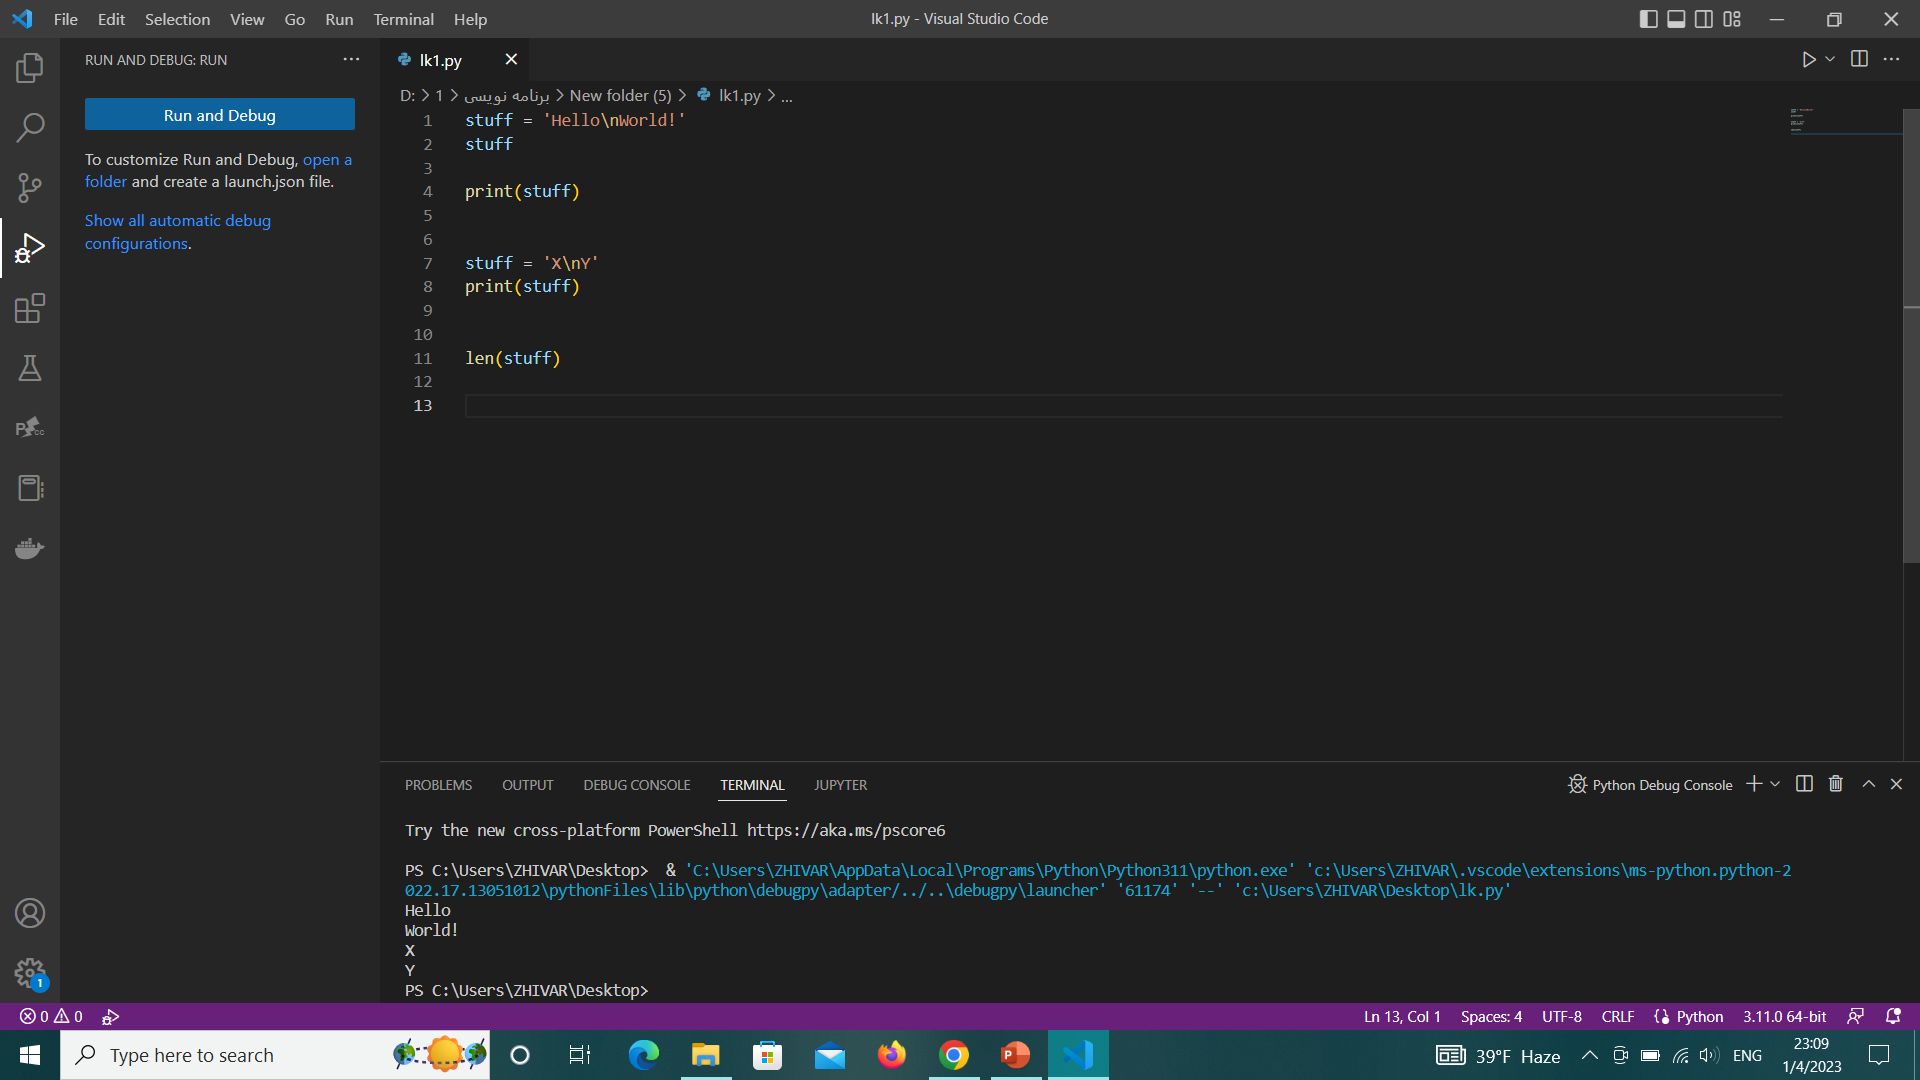 File Edit Selection View Go Run Terminal Help
lk1.py - Visual Studio Code
RUN AND DEBUG: RUN
Run and Debug
To customize Run and Debug, open a
folder and create a launch.json file.
Show all automatic debug
configurations.
lk1.py
D: > 1 > برنامه نویسی > New folder (5) > lk1.py > ...
1 stuff = 'Hello\nWorld!'
2 stuff
3
4 print(stuff)
5
6
7 stuff = 'X\nY'
8 print(stuff)
9
10
11 len(stuff)
12
13
PROBLEMS OUTPUT DEBUG CONSOLE TERMINAL JUPYTER
Python Debug Console
Try the new cross-platform PowerShell https://aka.ms/pscore6
PS C:\Users\ZHIVAR\Desktop>  & 'C:\Users\ZHIVAR\AppData\Local\Programs\Python\Python311\python.exe' 'c:\Users\ZHIVAR\.vscode\extensions\ms-python.python-2
022.17.13051012\pythonFiles\lib\python\debugpy\adapter/../..\debugpy\launcher' '61174' '--' 'c:\Users\ZHIVAR\Desktop\lk.py'
Hello
World!
X
Y
PS C:\Users\ZHIVAR\Desktop>
1
0 0
Ln 13, Col 1 Spaces: 4 UTF-8 CRLF Python 3.11.0 64-bit
Type here to search
39°F Haze
ENG
23:09
1/4/2023